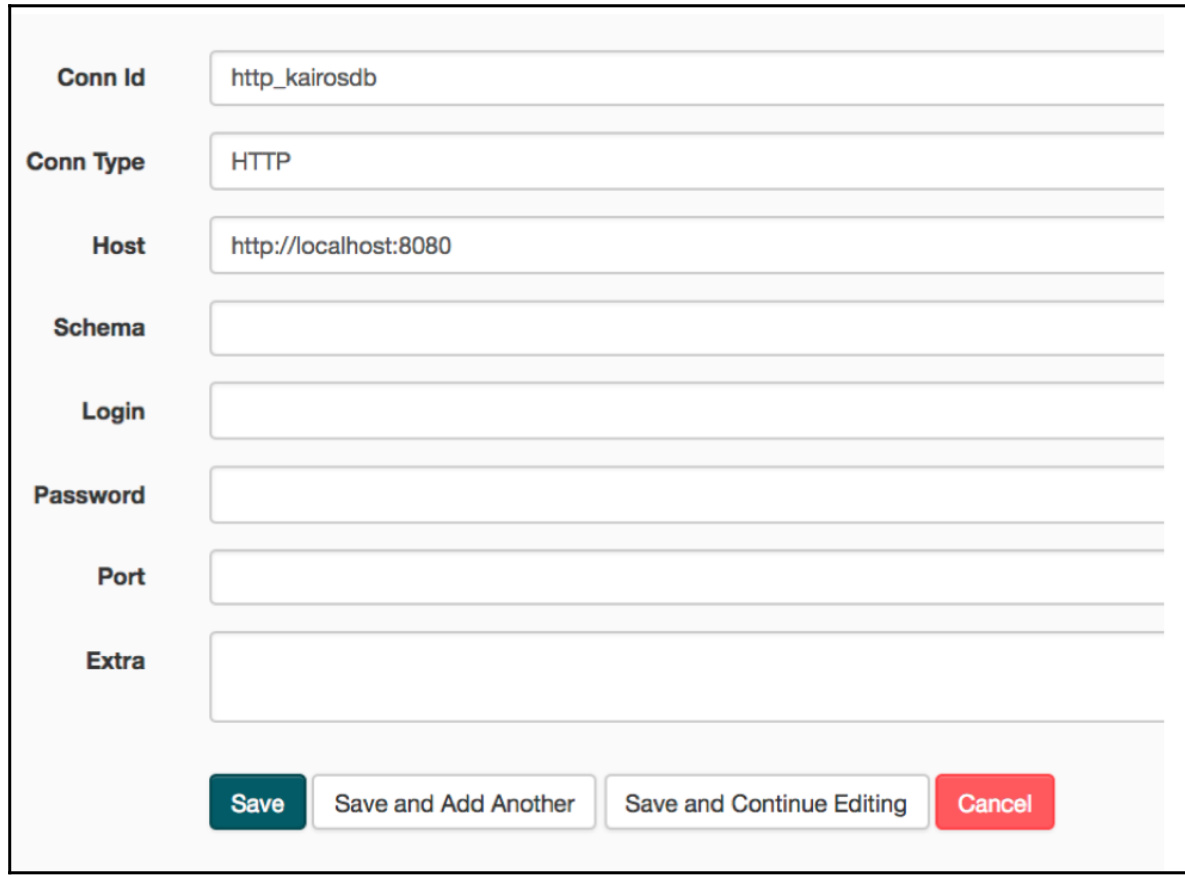 Conn Id http_kairosdb
Conn Type HTTP
Host http://localhost:8080
Schema
Login
Password
Port
Extra
Save Save and Add Another Save and Continue Editing Cancel